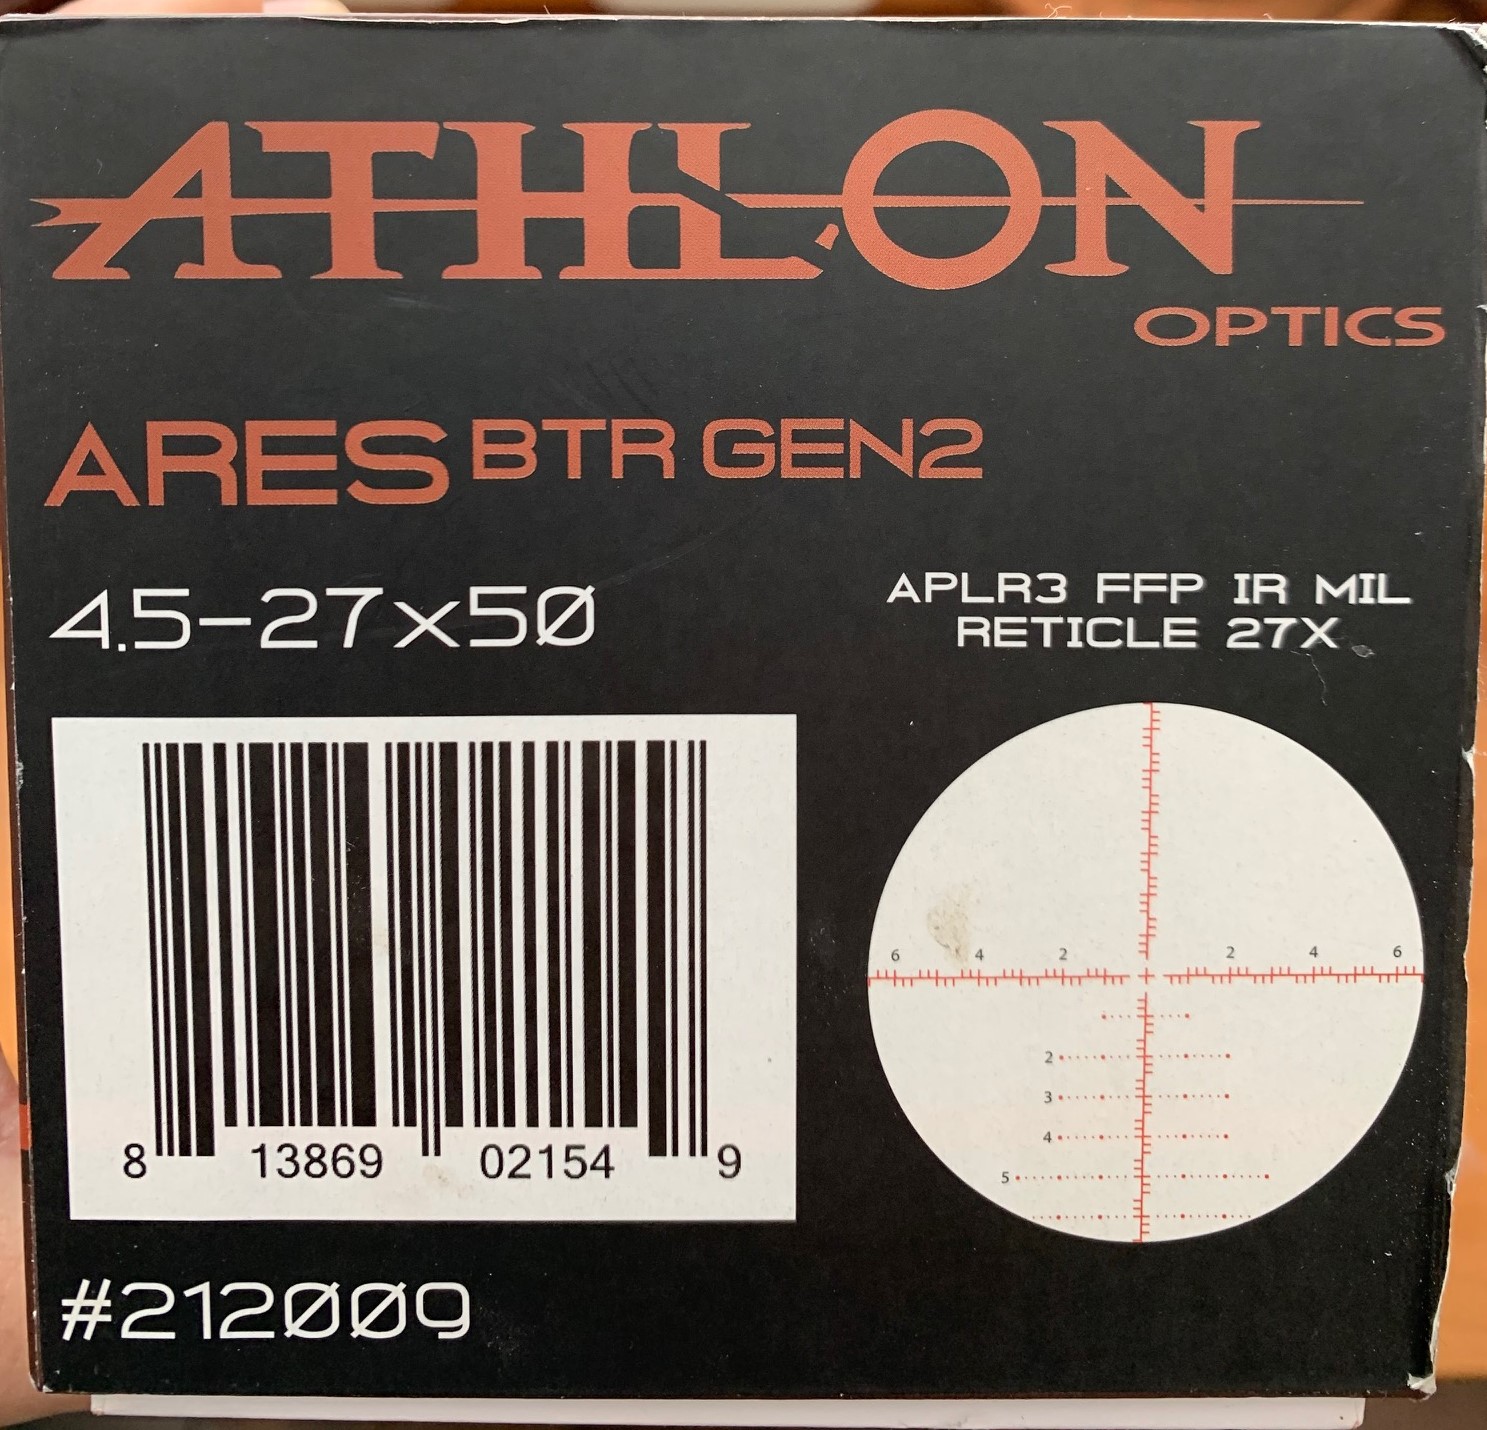 ATHLON
OPTICS
ARES BTR GEN2
4.5-27x50
APLR3 FFP IR MIL
RETICLE 27X
6 4 2 2 4 6
2
3
4
5
8 13869 02154 9
#212009